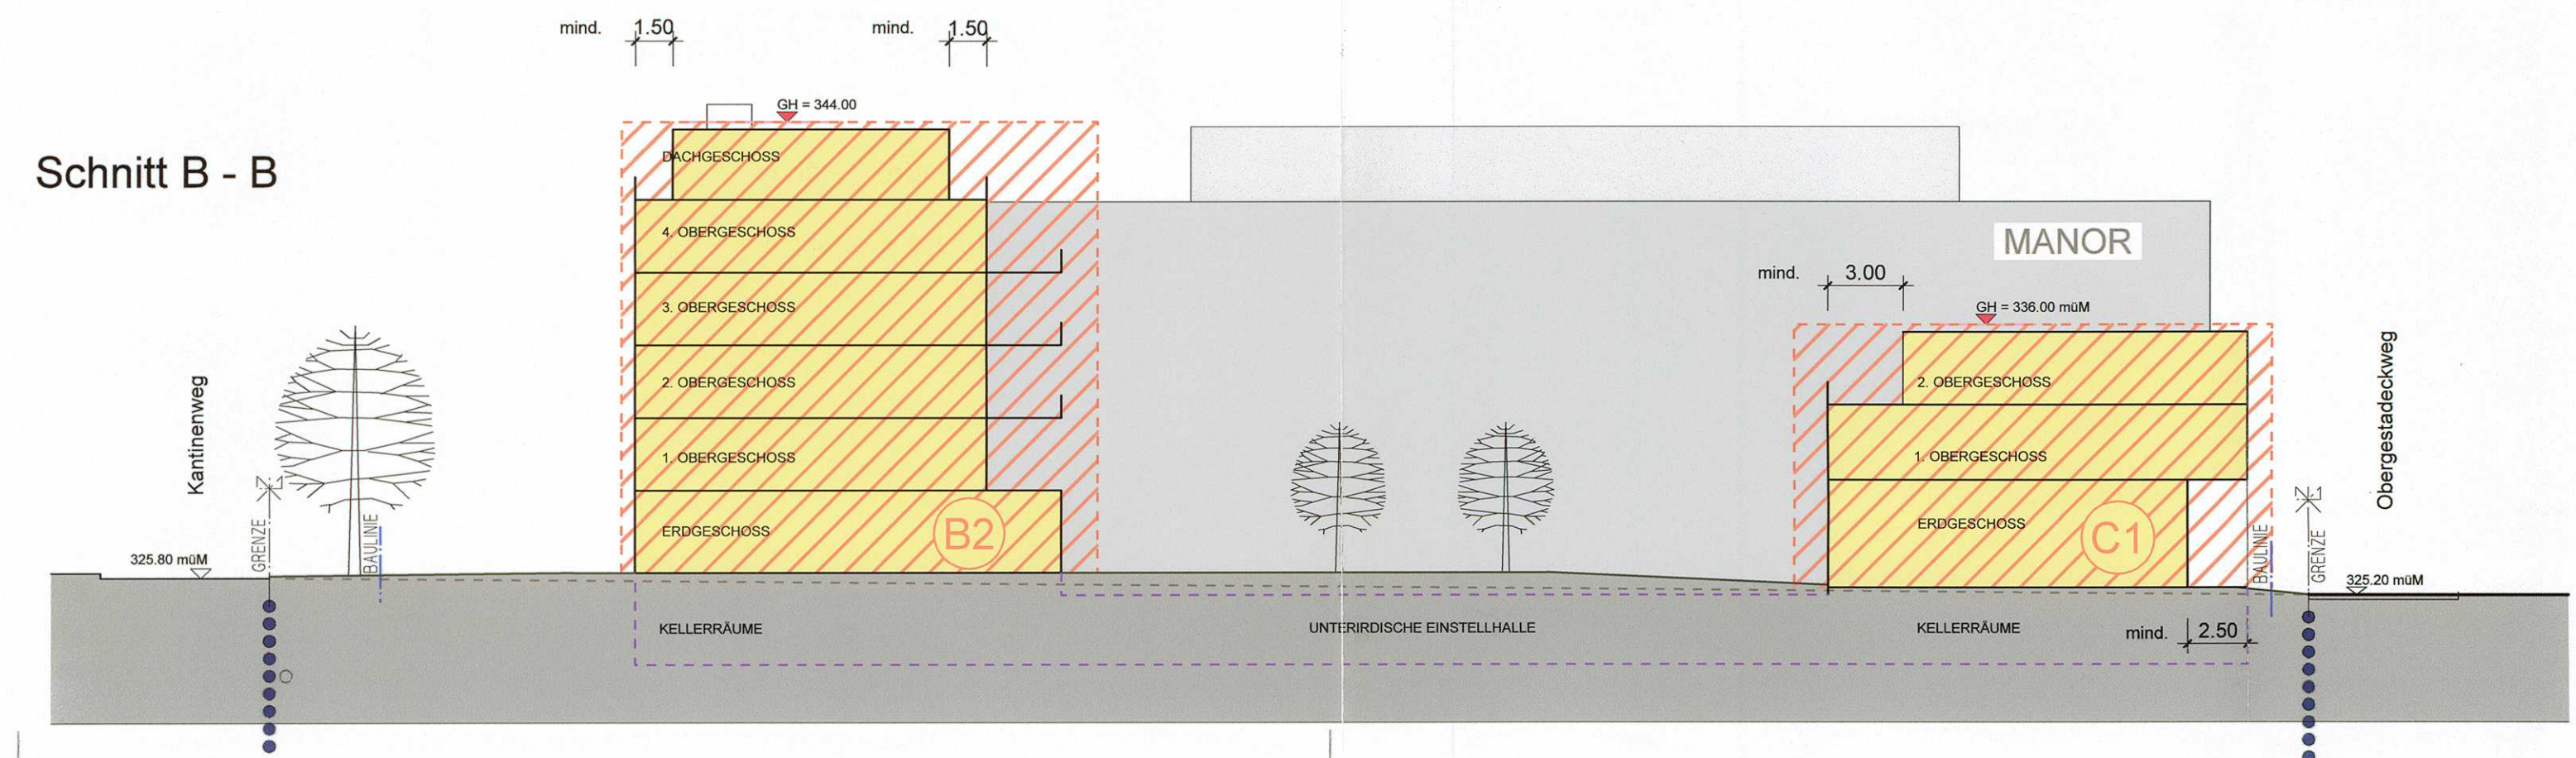 mind. 1.50 mind. 1.50
GH = 344.00
Schnitt B - B
DACHGESCHOSS
4. OBERGESCHOSS
MANOR
mind. 3.00
3. OBERGESCHOSS
GH = 336.00 müM
2. OBERGESCHOSS
2. OBERGESCHOSS
Kantinenweg
Obergestadeckweg
1. OBERGESCHOSS
1. OBERGESCHOSS
ERDGESCHOSS
B2
ERDGESCHOSS
C1
GRENZE
BAULINIE
BAULINIE
GRENZE
325.80 müM
325.20 müM
KELLERRÄUME
UNTERIRDISCHE EINSTELLHALLE
KELLERRÄUME
mind. 2.50